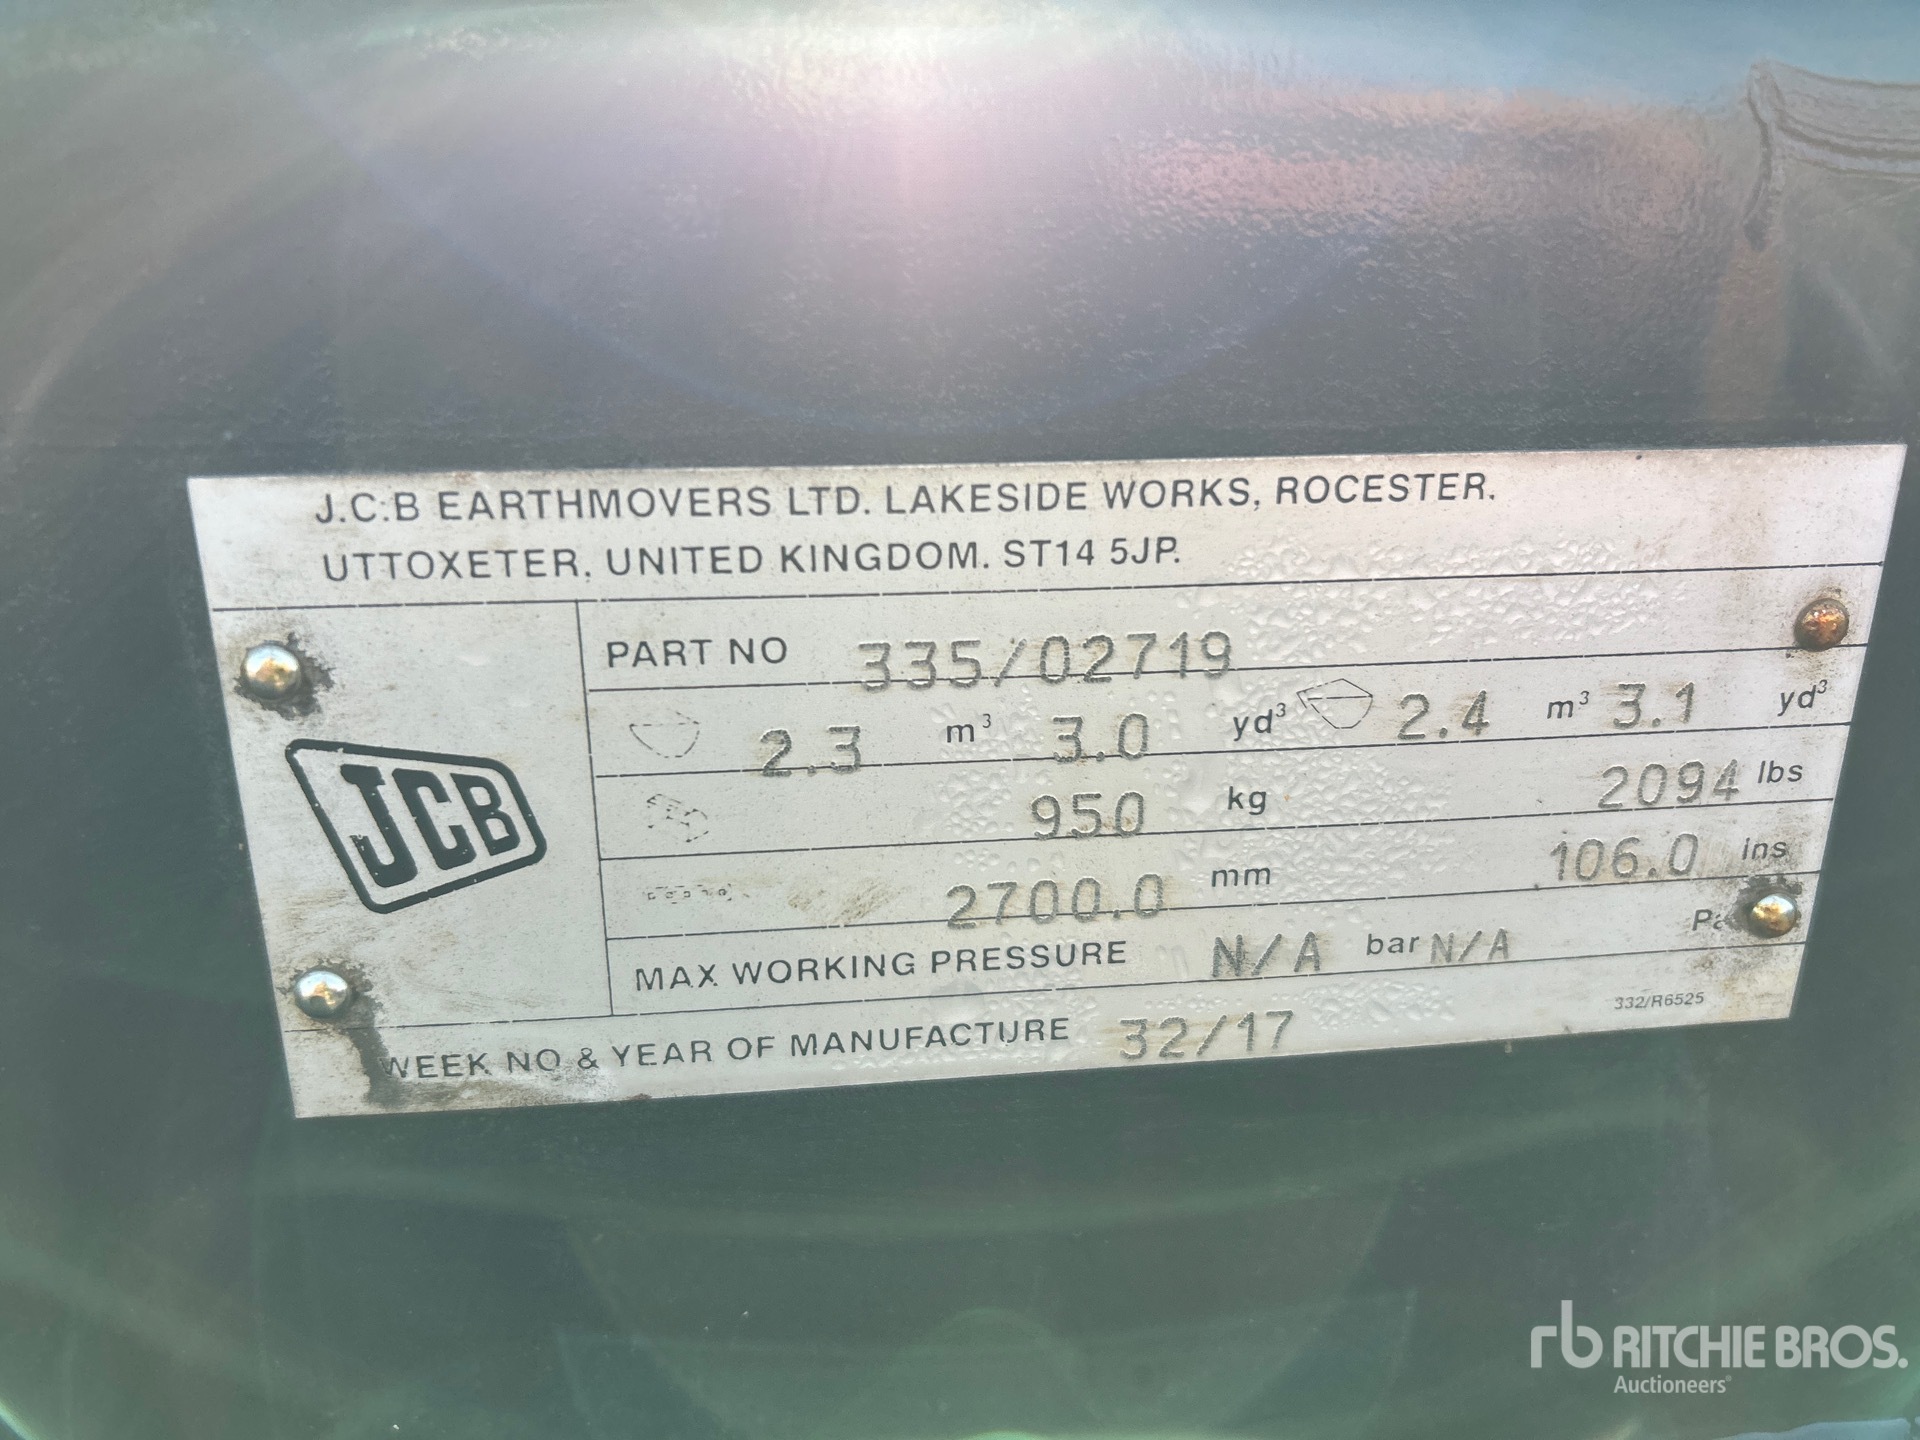 J.C.B EARTHMOVERS LTD. LAKESIDE WORKS, ROCESTER.
UTTOXETER, UNITED KINGDOM. ST14 5JP.
PART NO 335/02719
2.3 m³ 3.0 yd³ 2.4 m³ 3.1 yd³
950 kg 2094 lbs
2700.0 mm 106.0 ins
JCB
MAX WORKING PRESSURE N/A bar N/A
332/R6525
WEEK NO & YEAR OF MANUFACTURE 32/17
rb RITCHIE BROS.
Auctioneers